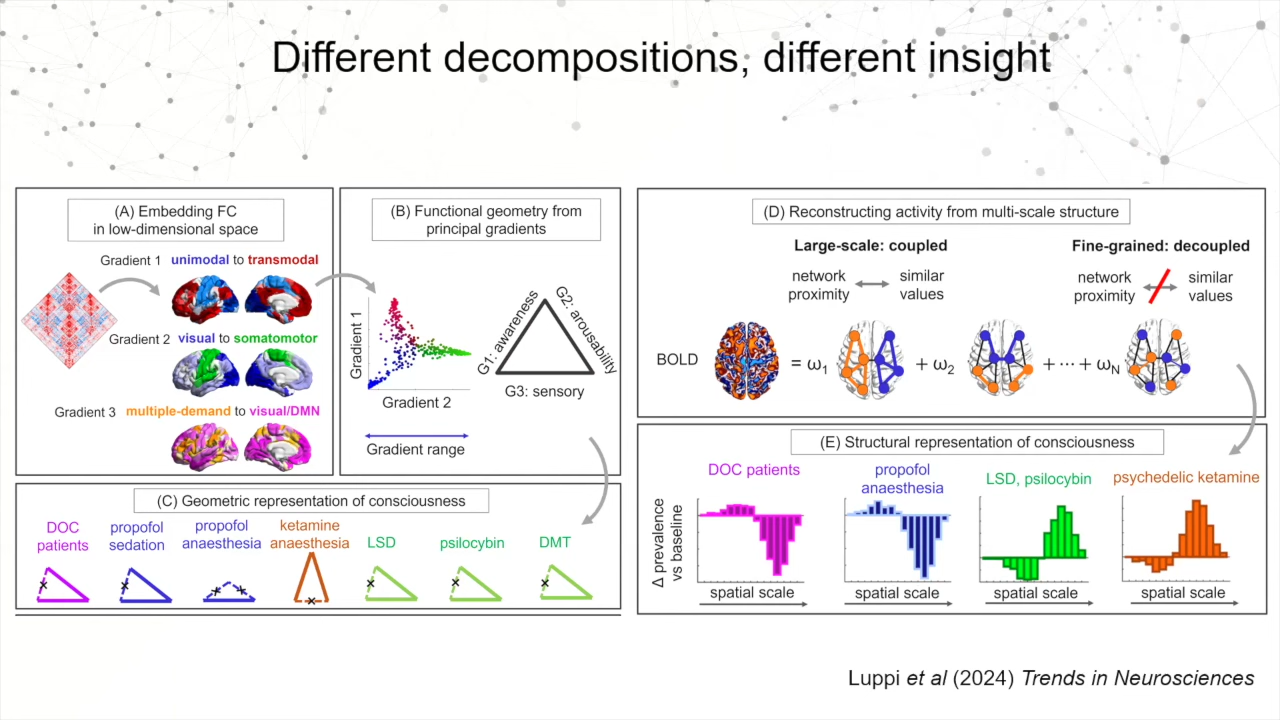 Different decompositions, different insight
(A) Embedding FC
in low-dimensional space
Gradient 1 unimodal to transmodal
Gradient 2 visual to somatomotor
Gradient 3 multiple-demand to visual/DMN
(B) Functional geometry from
principal gradients
Gradient 1
Gradient 2
Gradient range
G1: awareness
G2: arousability
G3: sensory
(C) Geometric representation of consciousness
DOC
patients
propofol
sedation
propofol
anaesthesia
ketamine
anaesthesia
LSD
psilocybin
DMT
(D) Reconstructing activity from multi-scale structure
Large-scale: coupled
network
proximity
similar
values
Fine-grained: decoupled
network
proximity
similar
values
BOLD = ω1 + ω2 + ··· + ωN
(E) Structural representation of consciousness
DOC patients
propofol
anaesthesia
LSD, psilocybin
psychedelic ketamine
Δ prevalence
vs baseline
spatial scale
spatial scale
spatial scale
spatial scale
Luppi et al (2024) Trends in Neurosciences